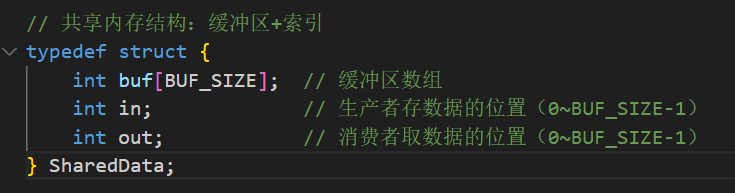 // 共享内存结构：缓冲区+索引
typedef struct {
    int buf[BUF_SIZE];  // 缓冲区数组
    int in;             // 生产者存数据的位置（0~BUF_SIZE-1）
    int out;            // 消费者取数据的位置（0~BUF_SIZE-1）
} SharedData;